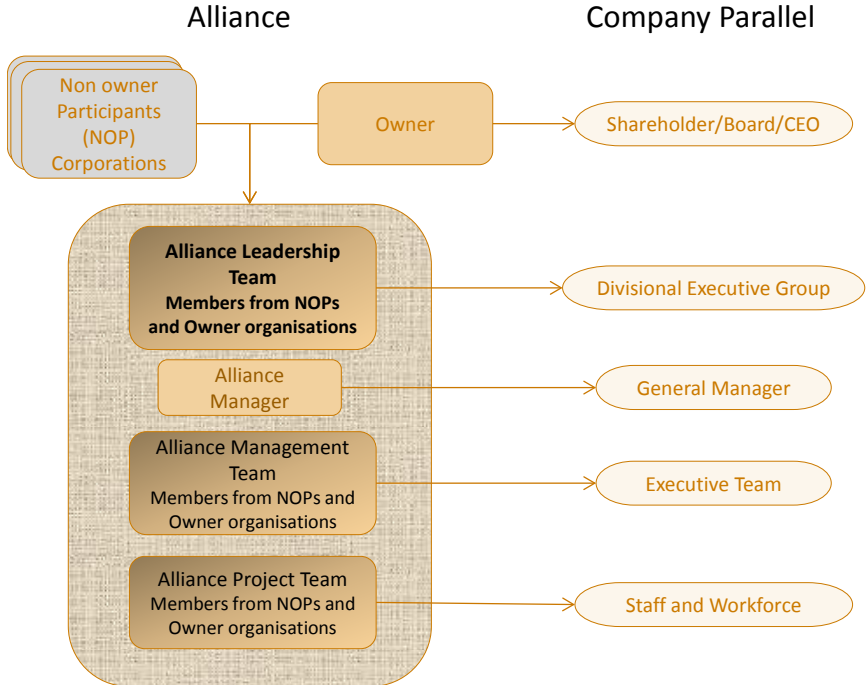 Alliance
Company Parallel
Non owner
Participants
(NOP)
Corporations
Owner
Shareholder/Board/CEO
Alliance Leadership
Team
Members from NOPs
and Owner organisations
Divisional Executive Group
Alliance
Manager
General Manager
Alliance Management
Team
Members from NOPs and
Owner organisations
Executive Team
Alliance Project Team
Members from NOPs and
Owner organisations
Staff and Workforce